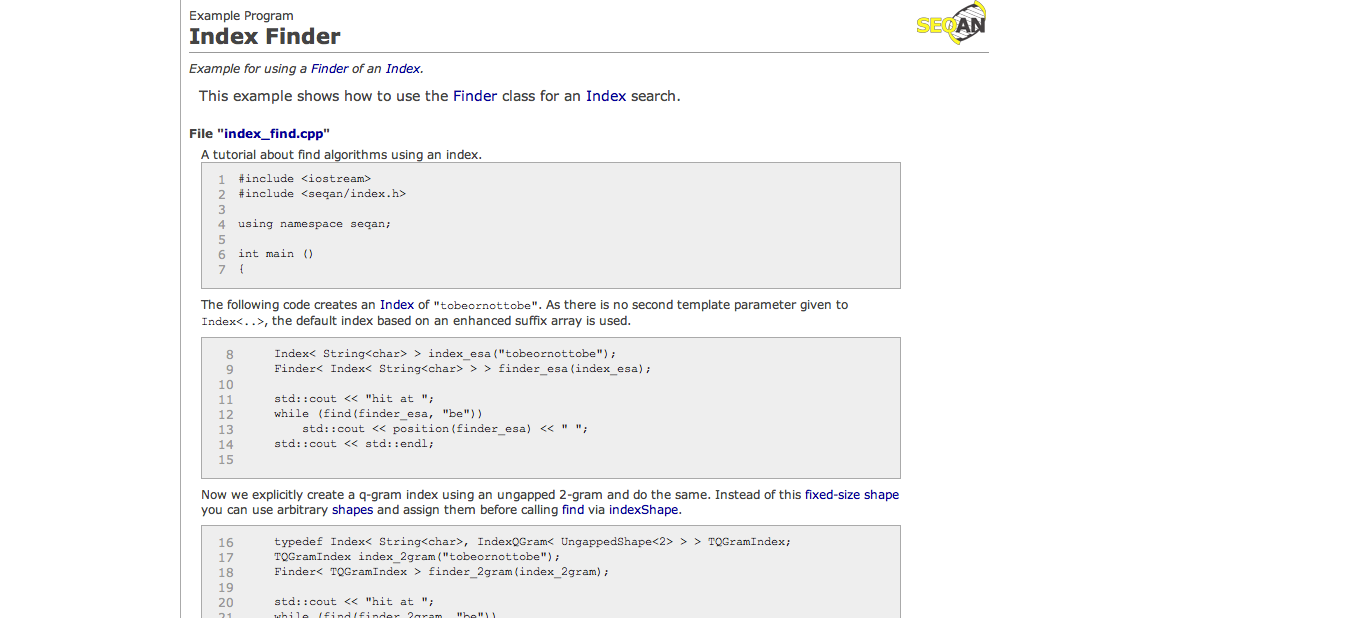 Example Program
SEQAN
Index Finder
Example for using a Finder of an Index.
This example shows how to use the Finder class for an Index search.
File "index_find.cpp"
A tutorial about find algorithms using an index.
1 #include <iostream>
2 #include <seqan/index.h>
3
4 using namespace seqan;
5
6 int main ()
7 {
The following code creates an Index of "tobeornottobe". As there is no second template parameter given to
Index<..>, the default index based on an enhanced suffix array is used.
8 Index< String<char> > index_esa("tobeornottobe");
9 Finder< Index< String<char> > > finder_esa(index_esa);
10
11 std::cout << "hit at ";
12 while (find(finder_esa, "be"))
13 std::cout << position(finder_esa) << " ";
14 std::cout << std::endl;
15
Now we explicitly create a q-gram index using an ungapped 2-gram and do the same. Instead of this fixed-size shape
you can use arbitrary shapes and assign them before calling find via indexShape.
16 typedef Index< String<char>, IndexQGram< UngappedShape<2> > > TQGramIndex;
17 TQGramIndex index_2gram("tobeornottobe");
18 Finder< TQGramIndex > finder_2gram(index_2gram);
19
20 std::cout << "hit at ";
21 while (find(finder_2gram, "be"))